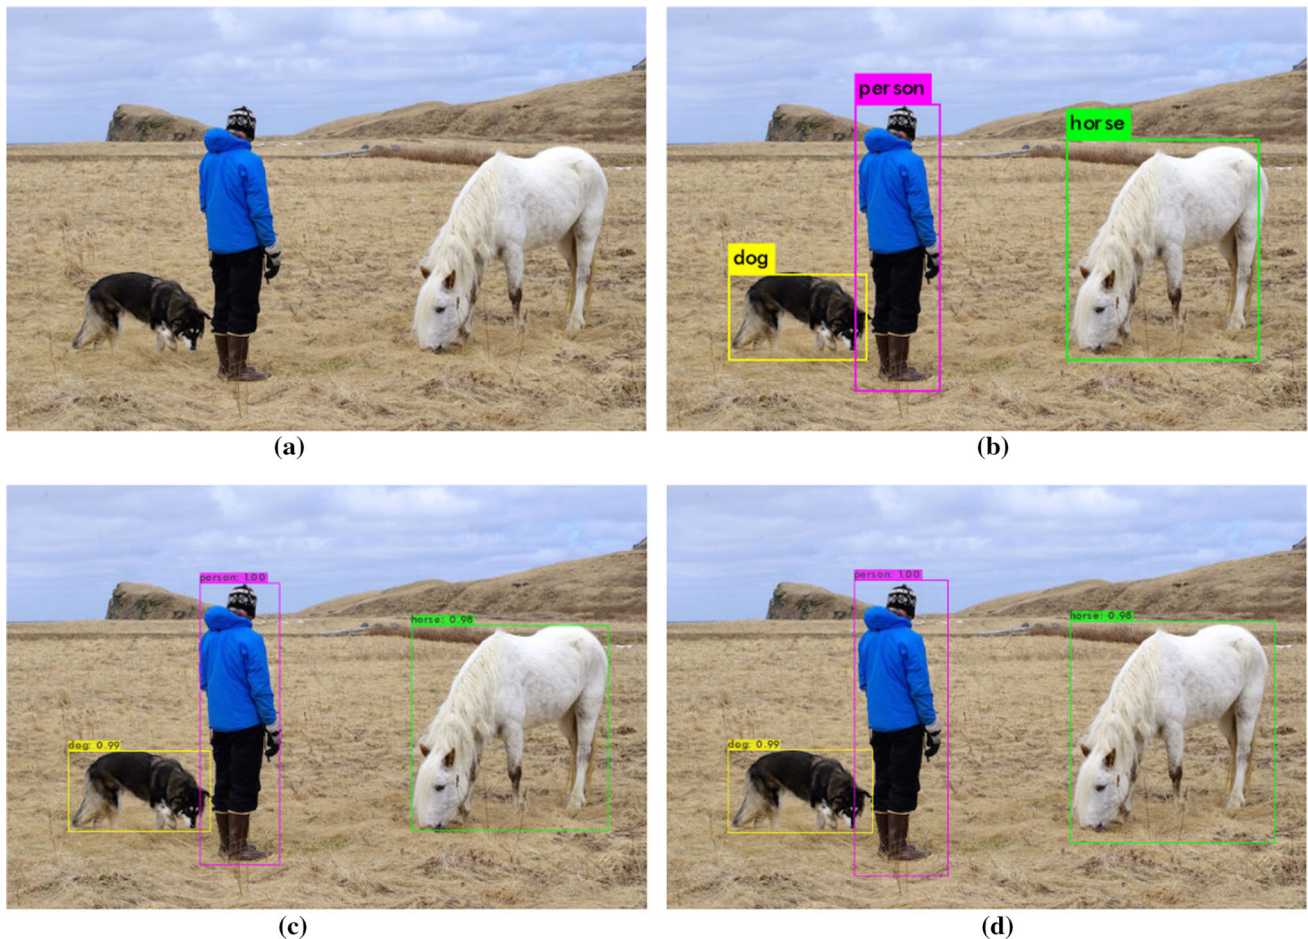 person
horse
dog
(a)
(b)
person: 1.00
horse: 0.98
dog: 0.99
person: 1.00
horse: 0.98
dog: 0.99
(c)
(d)